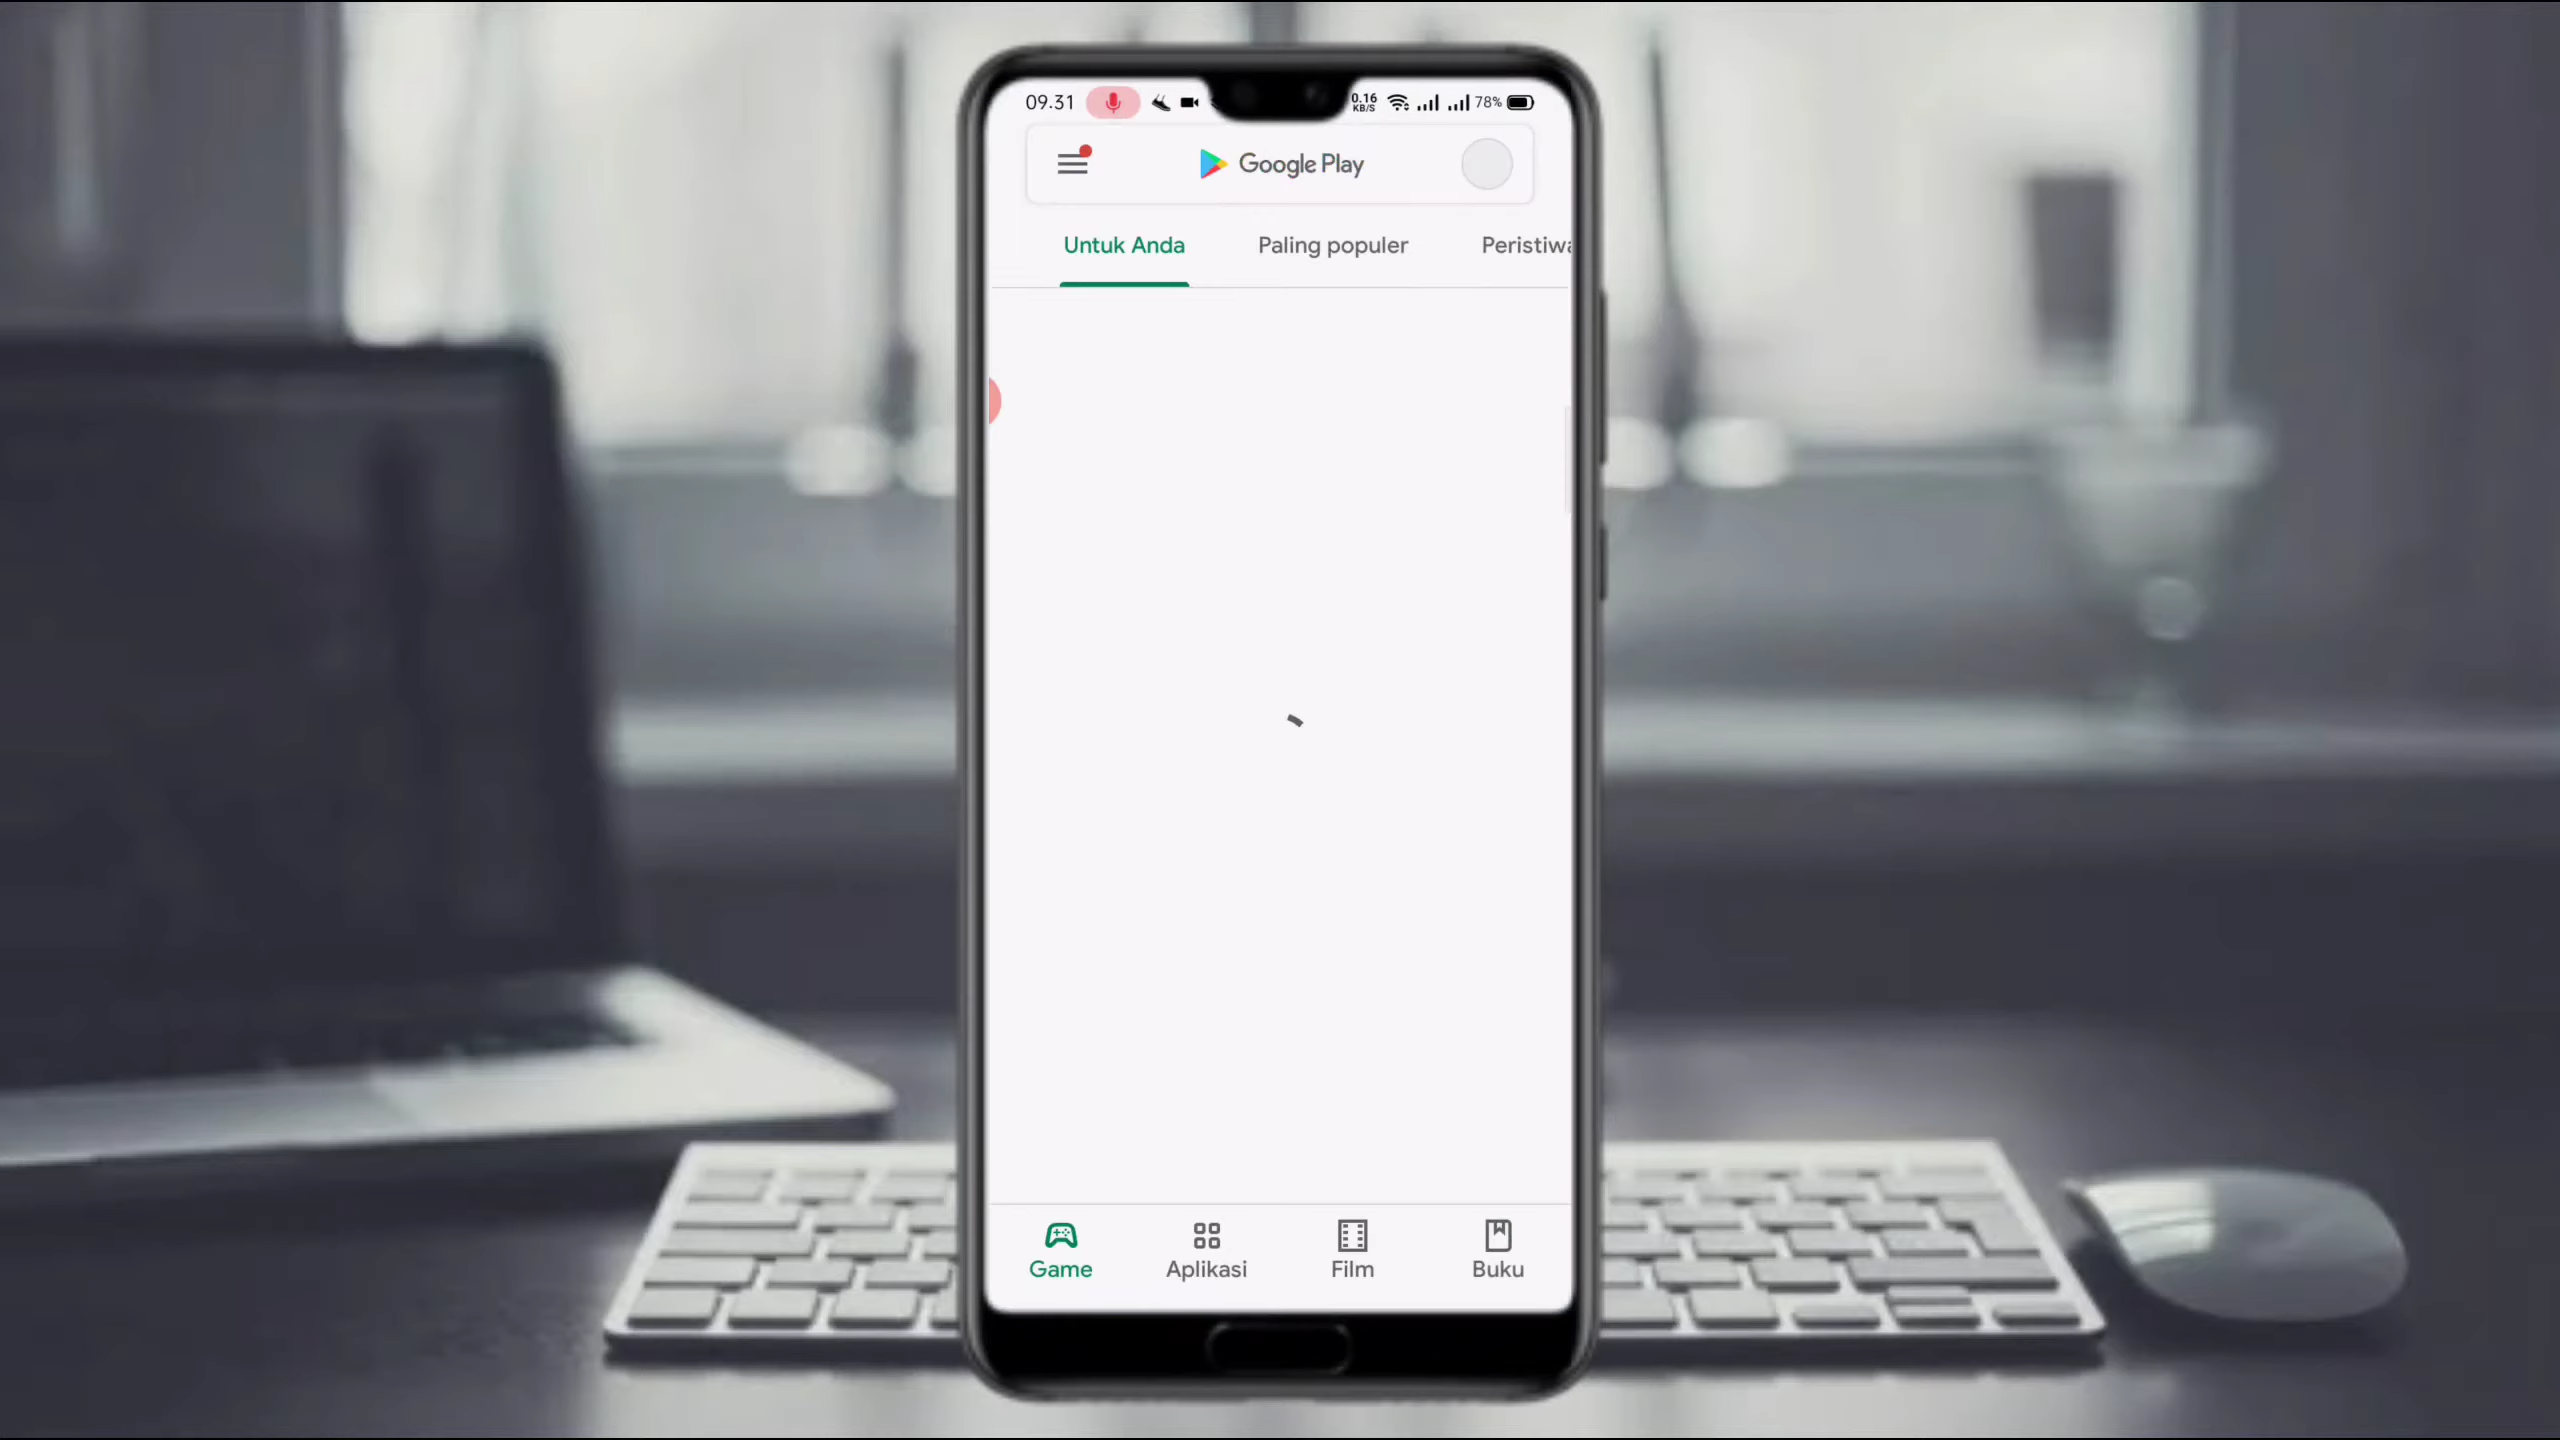 09.31
0.16
KB/S
78%
Google Play
Untuk Anda
Paling populer
Peristiwa
Game
Aplikasi
Film
Buku